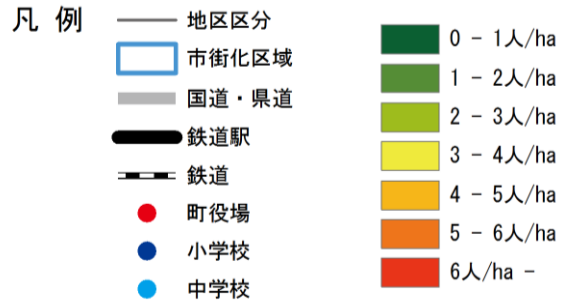 凡 例
地区区分
市街化区域
国道・県道
鉄道駅
鉄道
町役場
小学校
中学校
0 - 1人/ha
1 - 2人/ha
2 - 3人/ha
3 - 4人/ha
4 - 5人/ha
5 - 6人/ha
6人/ha -